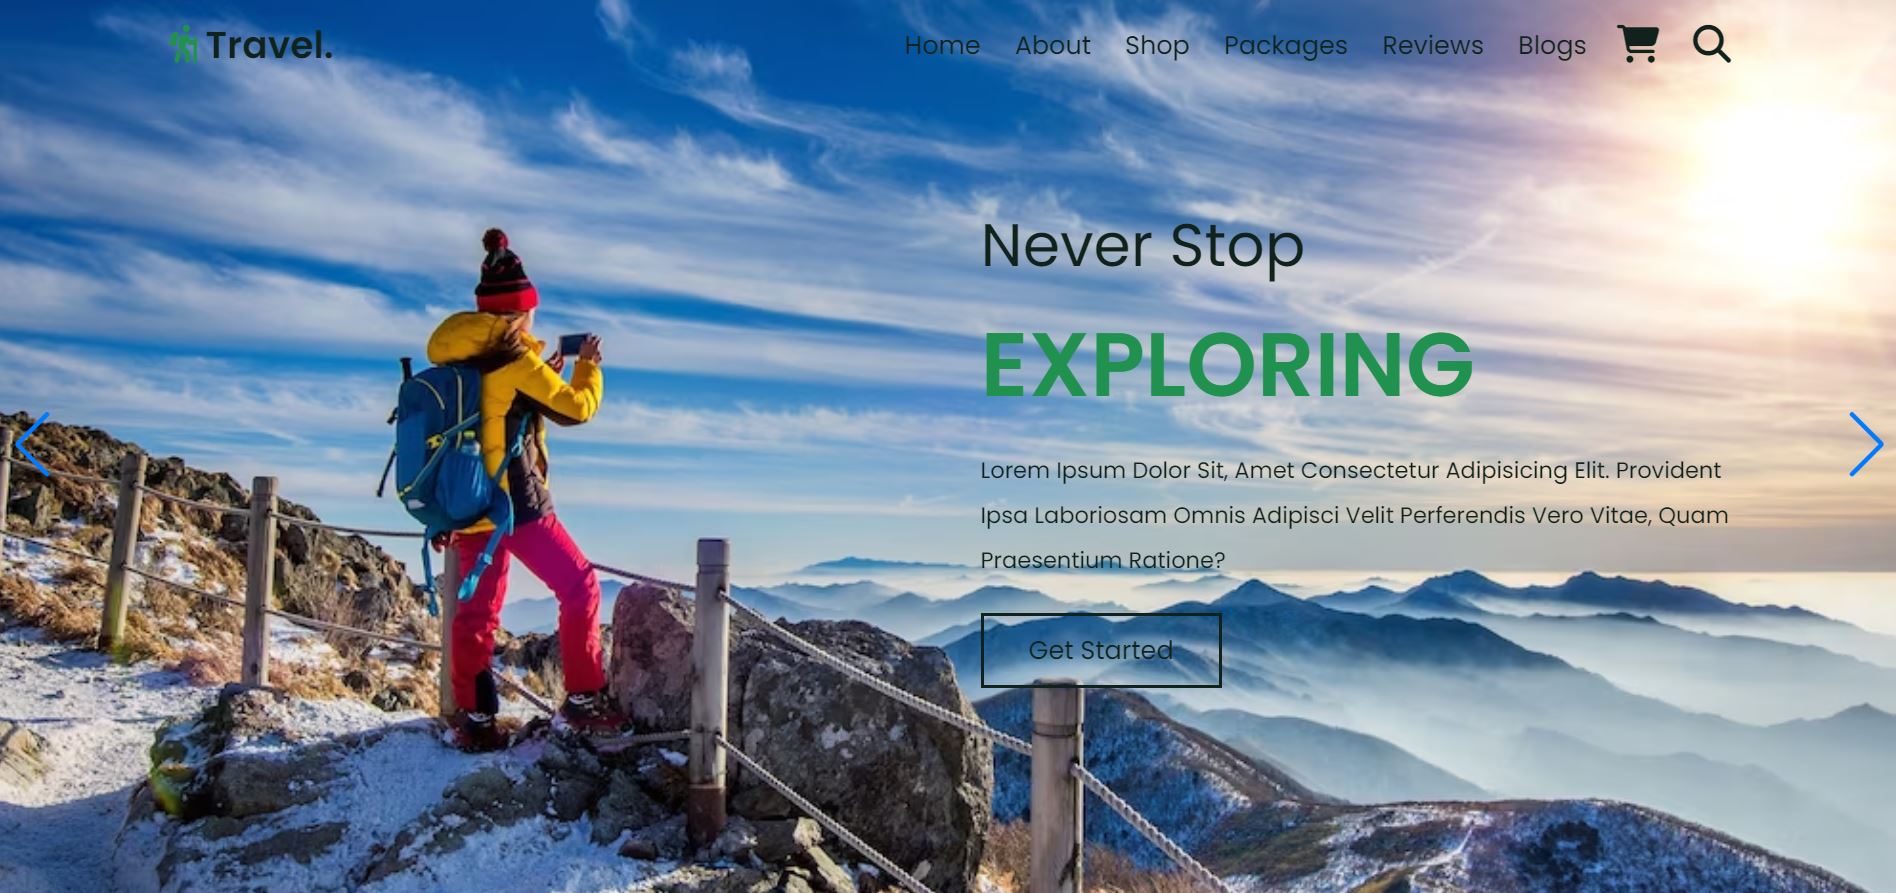 Travel.
Home About Shop Packages Reviews Blogs
Never Stop
EXPLORING
Lorem Ipsum Dolor Sit, Amet Consectetur Adipisicing Elit. Provident
Ipsa Laboriosam Omnis Adipisci Velit Perferendis Vero Vitae, Quam
Praesentium Ratione?
Get Started